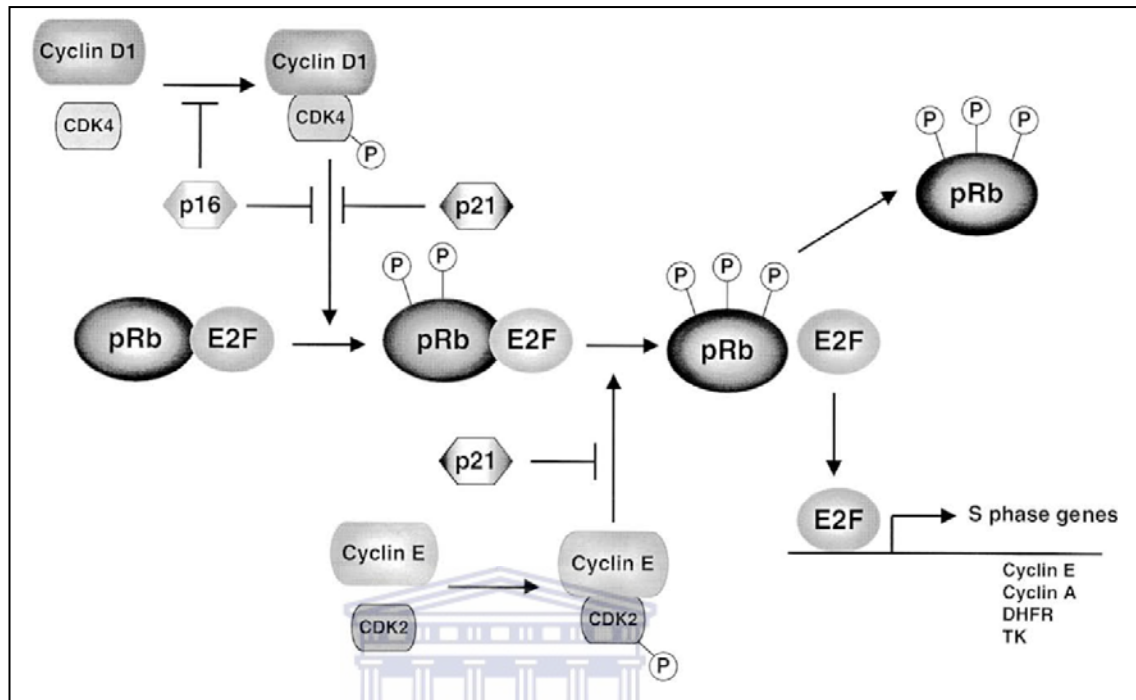 Cyclin D1
CDK4
Cyclin D1
CDK4
P
p16
p21
P P P
pRb
pRb E2F
P P
pRb E2F
P P P
pRb E2F
p21
Cyclin E
CDK2
Cyclin E
CDK2
P
E2F
S phase genes
Cyclin E
Cyclin A
DHFR
TK